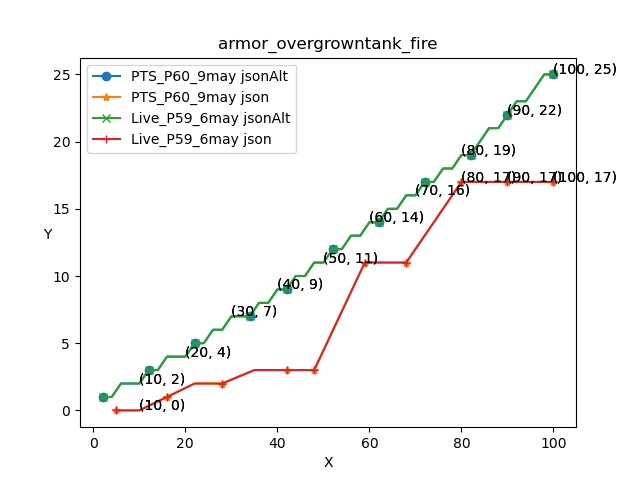 armor_overgrowntank_fire
PTS_P60_9may jsonAlt
PTS_P60_9may json
Live_P59_6may jsonAlt
Live_P59_6may json
(100, 25)
(90, 22)
(80, 19)
(80, 17)
(90, 17)
(100, 17)
(70, 16)
(60, 14)
(50, 11)
(40, 9)
(30, 7)
(20, 4)
(10, 2)
(10, 0)
25
20
15
10
5
0
Y
0 20 40 60 80 100
X